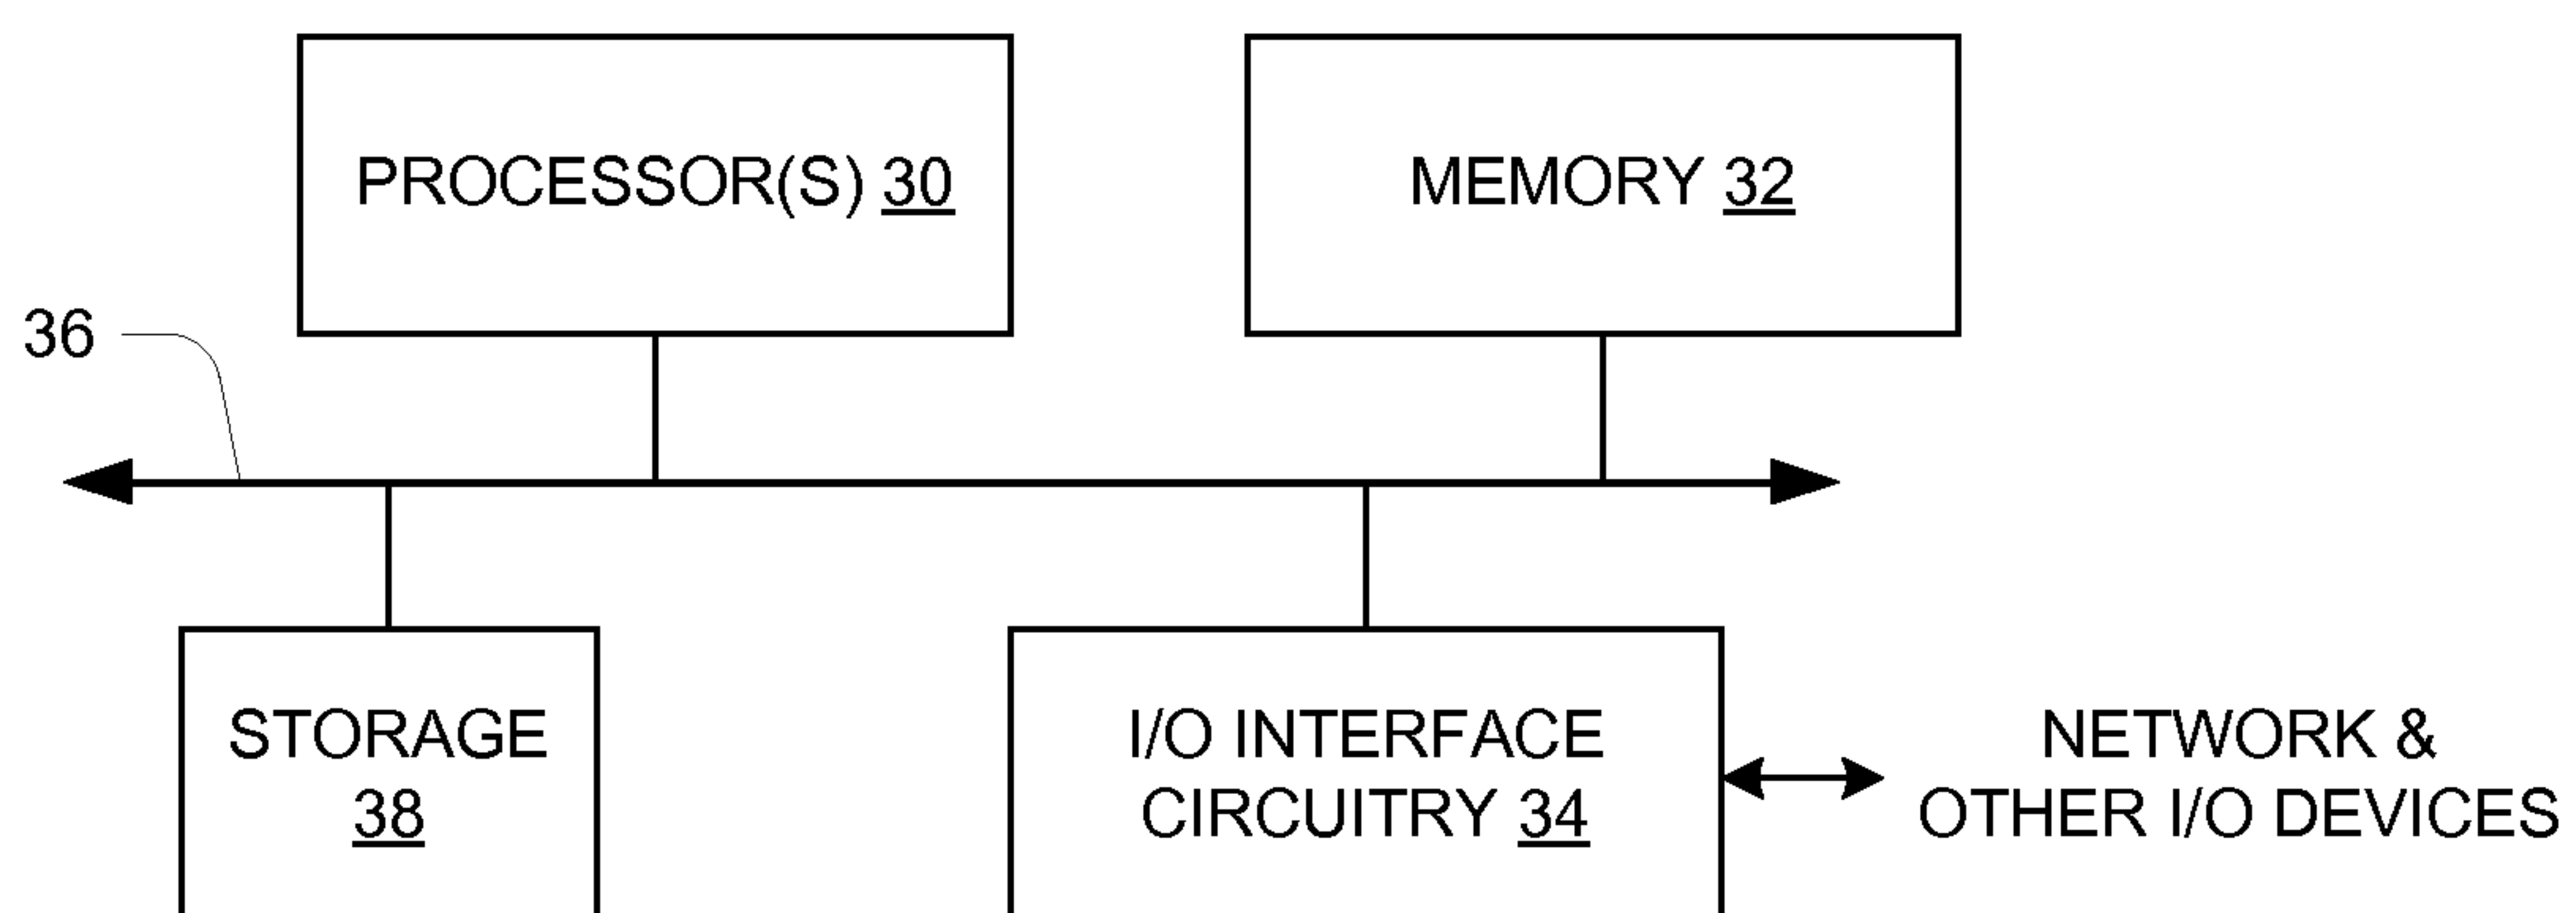 PROCESSOR(S) 30
MEMORY 32
36
STORAGE
38
I/O INTERFACE
CIRCUITRY 34
NETWORK &
OTHER I/O DEVICES